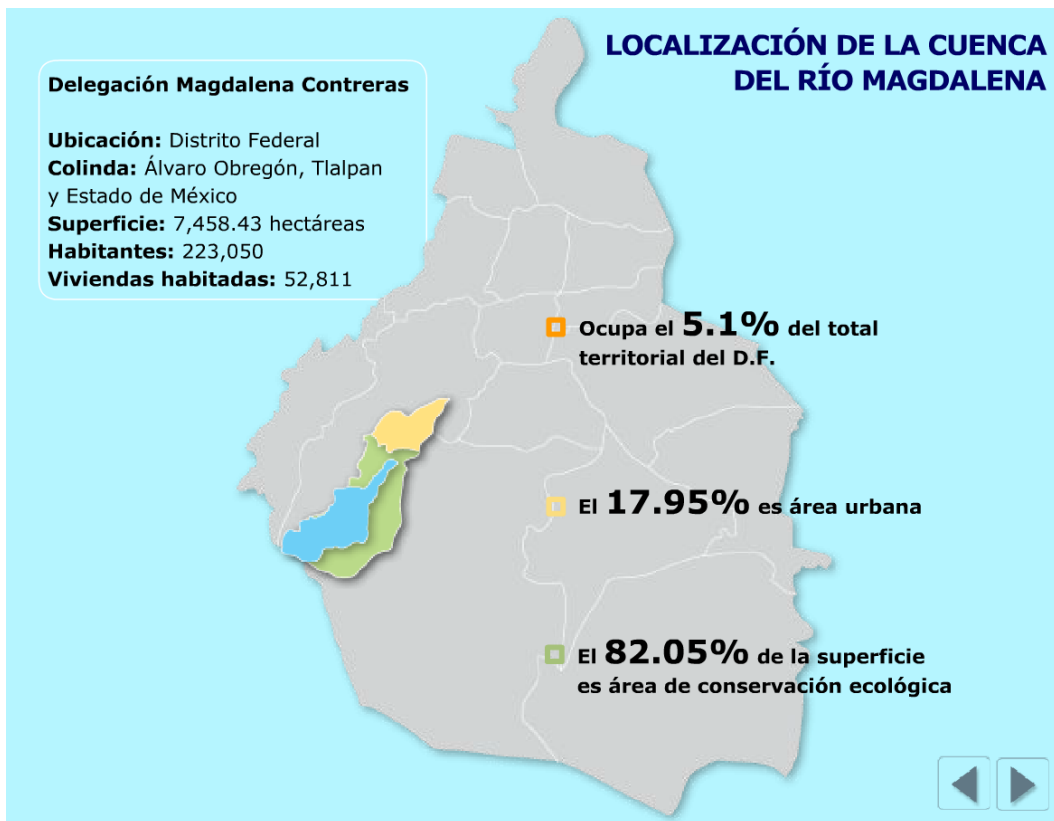 LOCALIZACIÓN DE LA CUENCA
DEL RÍO MAGDALENA
Delegación Magdalena Contreras
Ubicación: Distrito Federal
Colinda: Álvaro Obregón, Tlalpan
y Estado de México
Superficie: 7,458.43 hectáreas
Habitantes: 223,050
Viviendas habitadas: 52,811
Ocupa el 5.1% del total
territorial del D.F.
El 17.95% es área urbana
El 82.05% de la superficie
es área de conservación ecológica